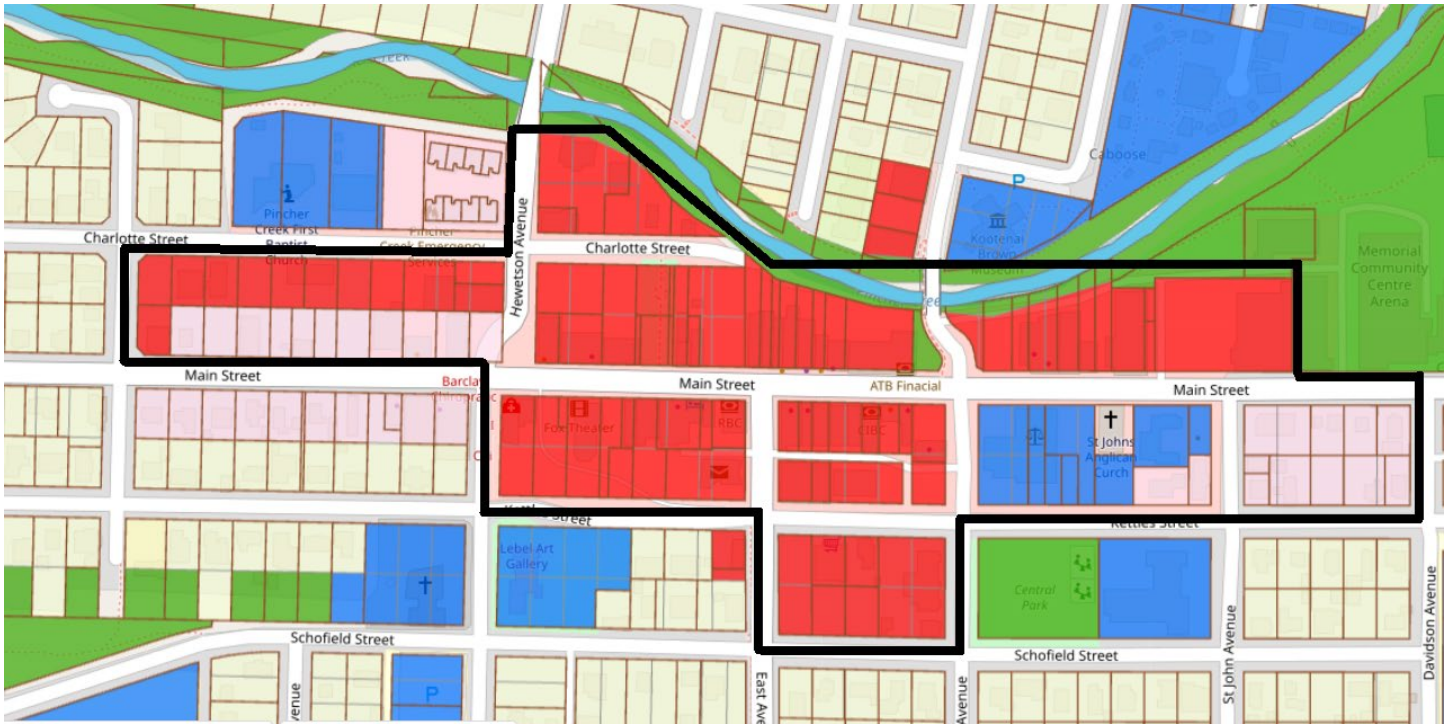 Caboose
P
Pincher
Creek First
Baptist
Church
Pincher
Creek Emergency
Services
Kootenai
Brown
Museum
Memorial
Community
Centre
Arena
Charlotte Street
Charlotte Street
Hewetson Avenue
Main Street
Main Street
ATB Finacial
Main Street
Fox Theater
RBC
CIBC
St Johns
Anglican
Curch
Kettles Street
Lebel Art
Gallery
Central
Park
Schofield Street
Schofield Street
St John Avenue
Davidson Avenue
P
Avenue